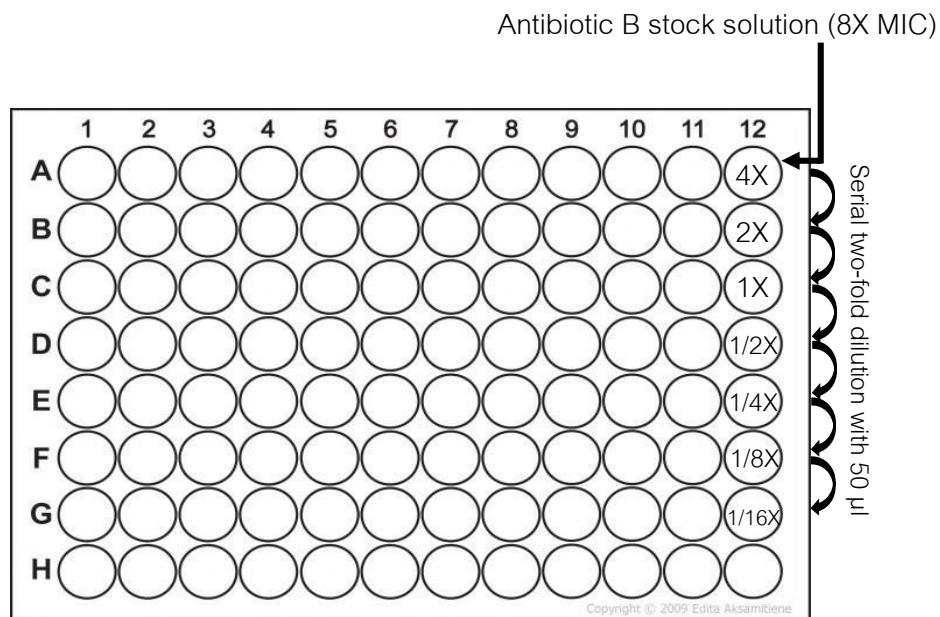 Antibiotic B stock solution (8X MIC)
1 2 3 4 5 6 7 8 9 10 11 12
A 4X
B 2X
C 1X
D 1/2X
E 1/4X
F 1/8X
G 1/16X
H
Serial two-fold dilution with 50 µl
Copyright © 2009 Edita Aksamitiene